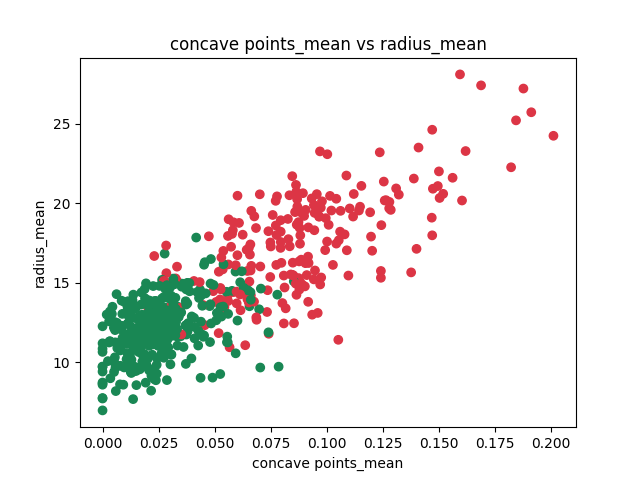 concave points_mean vs radius_mean
radius_mean
25
20
15
10
0.000 0.025 0.050 0.075 0.100 0.125 0.150 0.175 0.200
concave points_mean